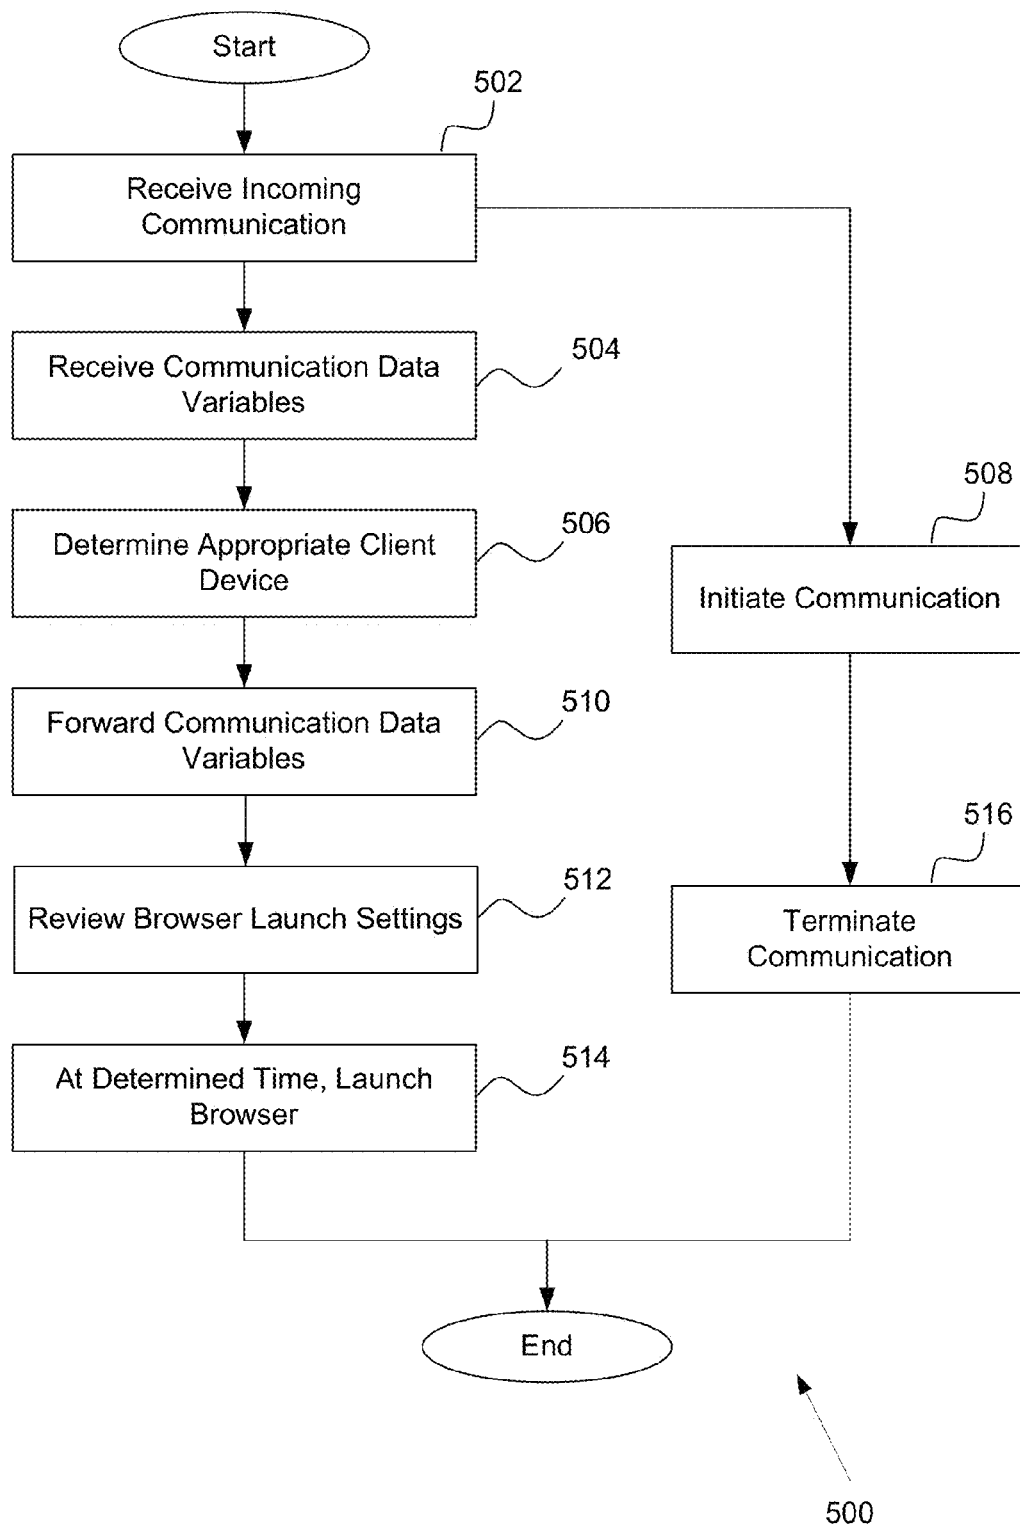 Start
502
Receive Incoming
Communication
Receive Communication Data
Variables
504
Determine Appropriate Client
Device
506
508
Initiate Communication
Forward Communication Data
Variables
510
Review Browser Launch Settings
512
516
Terminate
Communication
At Determined Time, Launch
Browser
514
End
500